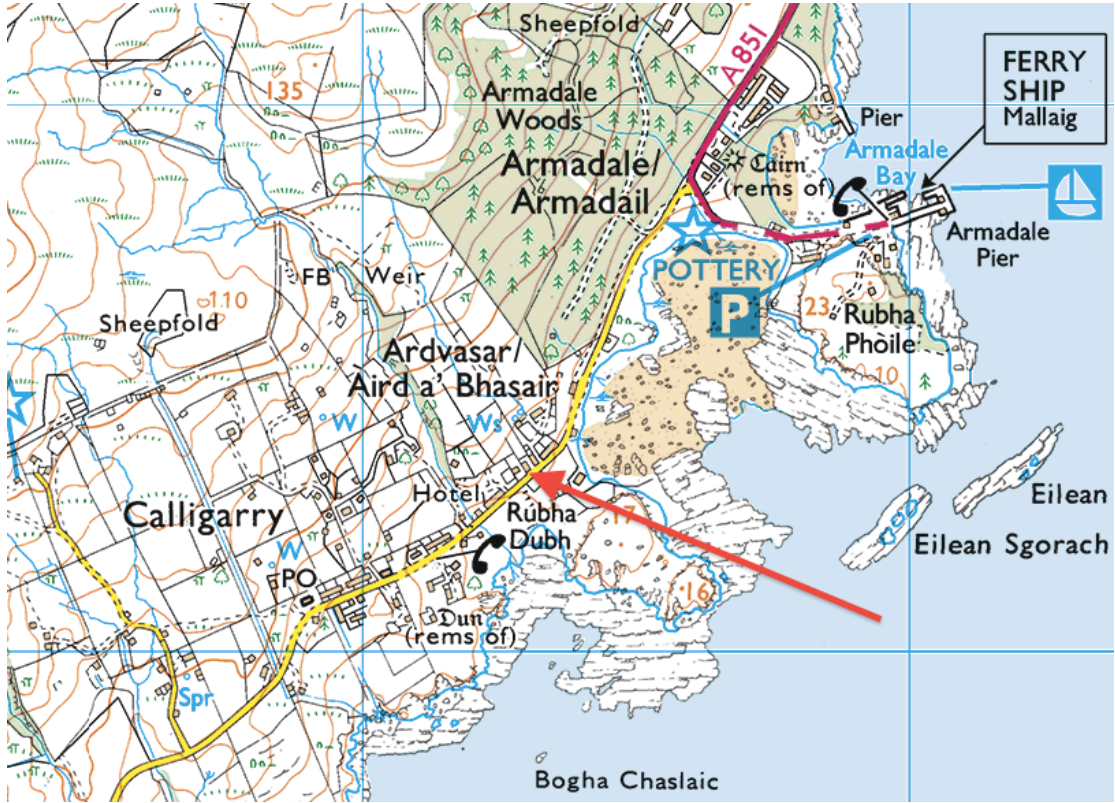 Sheepfold
A 851
135
Armadale
Woods
FERRY
SHIP
Mallaig
Pier
Armadale
Bay
Cairn
(rems of)
Armadale/
Armadail
Armadale
Pier
POTTERY
P
FB
Weir
110
Sheepfold
23
Rubha
Phòile
10
Ardvasar/
Aird a' Bhasair
W
Ws
Hotel
Calligarry
Rubha
Dubh
17
16
Eilean
Eilean Sgorach
W
PO
Dun
(rems of)
Spr
Bogha Chaslaic